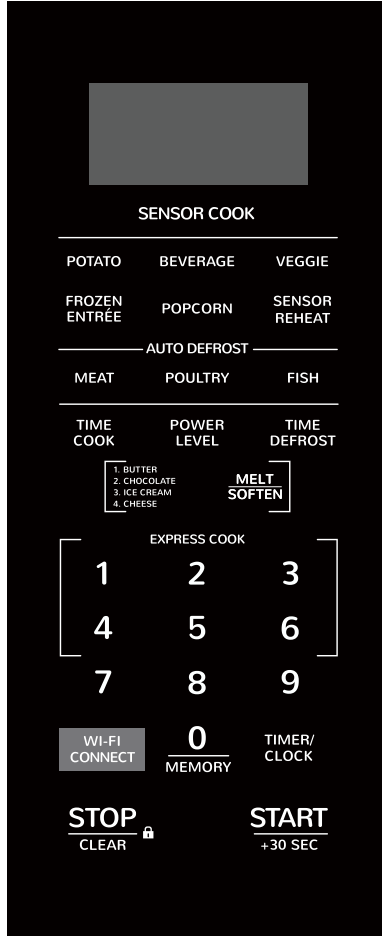 SENSOR COOK
POTATO BEVERAGE VEGGIE
FROZEN ENTRÉE POPCORN SENSOR REHEAT
AUTO DEFROST
MEAT POULTRY FISH
TIME COOK POWER LEVEL TIME DEFROST
1. BUTTER
2. CHOCOLATE
3. ICE CREAM
4. CHEESE
MELT
SOFTEN
EXPRESS COOK
1 2 3
4 5 6
7 8 9
WI-FI CONNECT 0 MEMORY TIMER/ CLOCK
STOP START
CLEAR +30 SEC